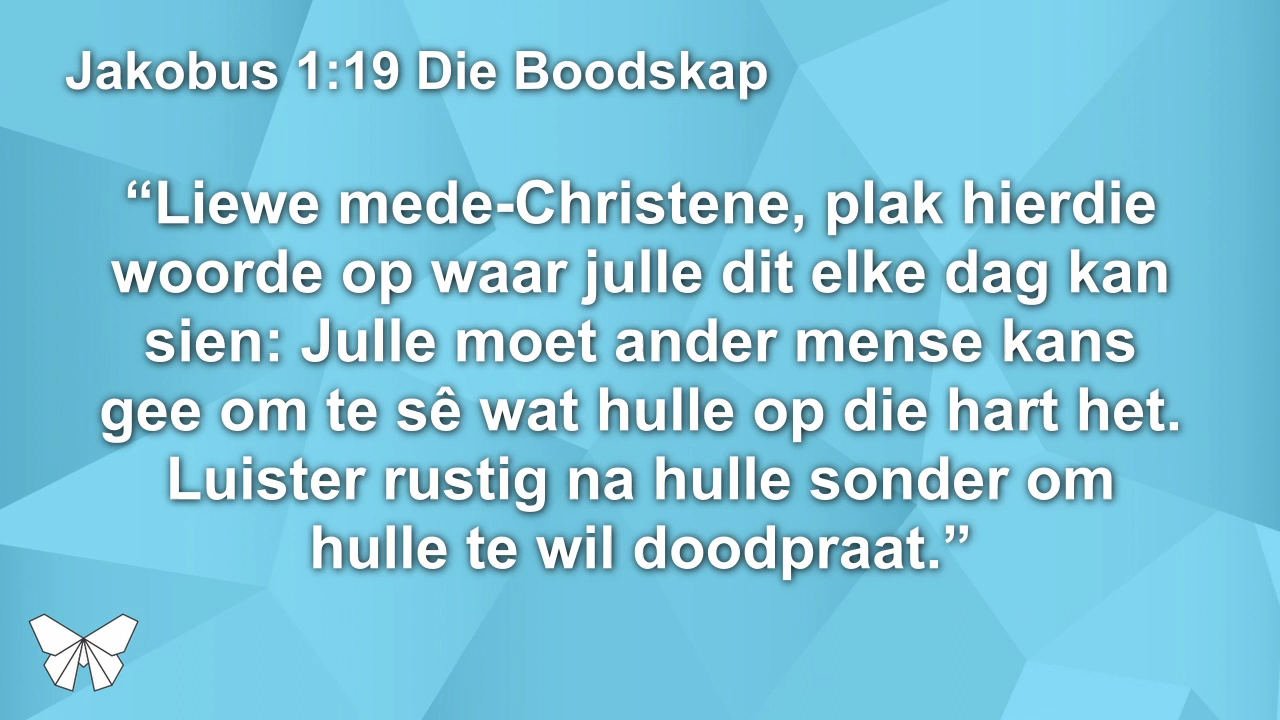 Jakobus 1:19 Die Boodskap
“Liewe mede-Christene, plak hierdie
woorde op waar julle dit elke dag kan
sien: Julle moet ander mense kans
gee om te sê wat hulle op die hart het.
Luister rustig na hulle sonder om
hulle te wil doodpraat.”